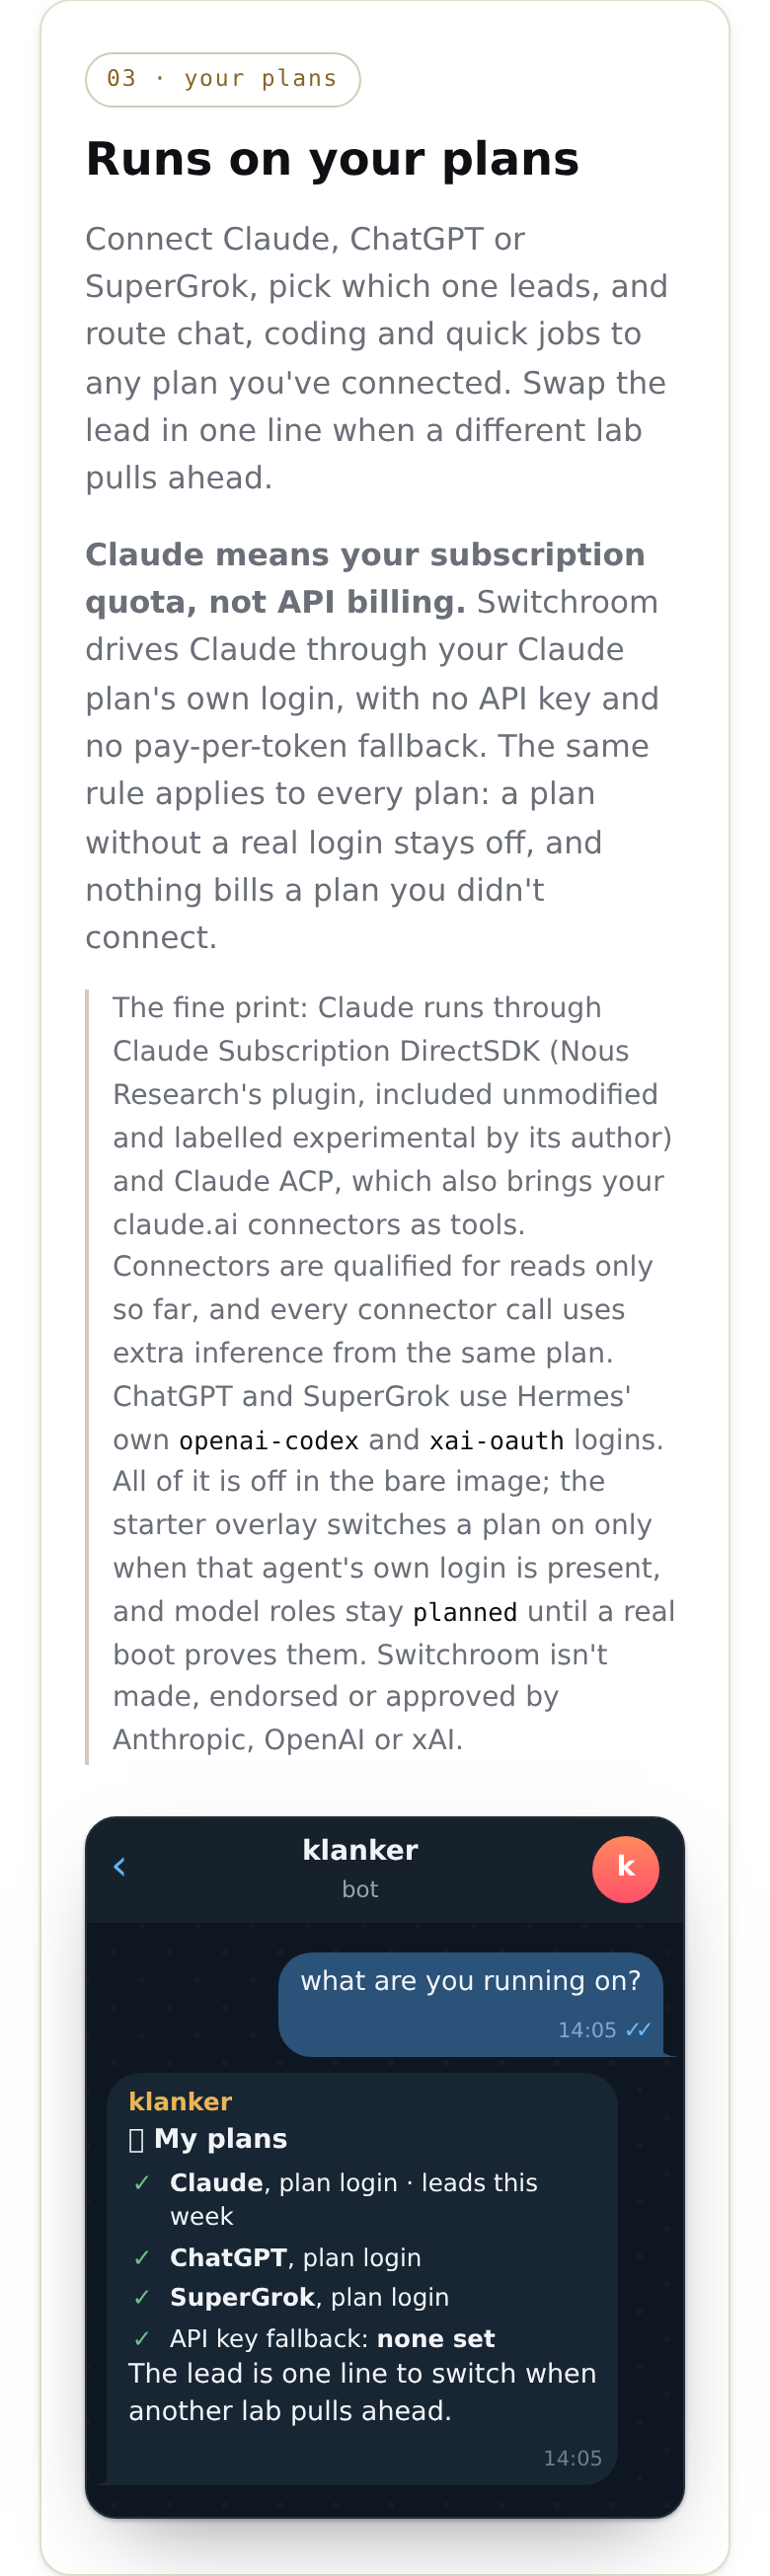 03 · your plans
Runs on your plans
Connect Claude, ChatGPT or
SuperGrok, pick which one leads, and
route chat, coding and quick jobs to
any plan you've connected. Swap the
lead in one line when a different lab
pulls ahead.
Claude means your subscription
quota, not API billing. Switchroom
drives Claude through your Claude
plan's own login, with no API key and
no pay-per-token fallback. The same
rule applies to every plan: a plan
without a real login stays off, and
nothing bills a plan you didn't
connect.
The fine print: Claude runs through
Claude Subscription DirectSDK (Nous
Research's plugin, included unmodified
and labelled experimental by its author)
and Claude ACP, which also brings your
claude.ai connectors as tools.
Connectors are qualified for reads only
so far, and every connector call uses
extra inference from the same plan.
ChatGPT and SuperGrok use Hermes'
own openai-codex and xai-oauth logins.
All of it is off in the bare image; the
starter overlay switches a plan on only
when that agent's own login is present,
and model roles stay planned until a real
boot proves them. Switchroom isn't
made, endorsed or approved by
Anthropic, OpenAI or xAI.
klanker
bot
k
what are you running on?
14:05 ✓✓
klanker
My plans
✓ Claude, plan login · leads this
week
✓ ChatGPT, plan login
✓ SuperGrok, plan login
✓ API key fallback: none set
The lead is one line to switch when
another lab pulls ahead.
14:05